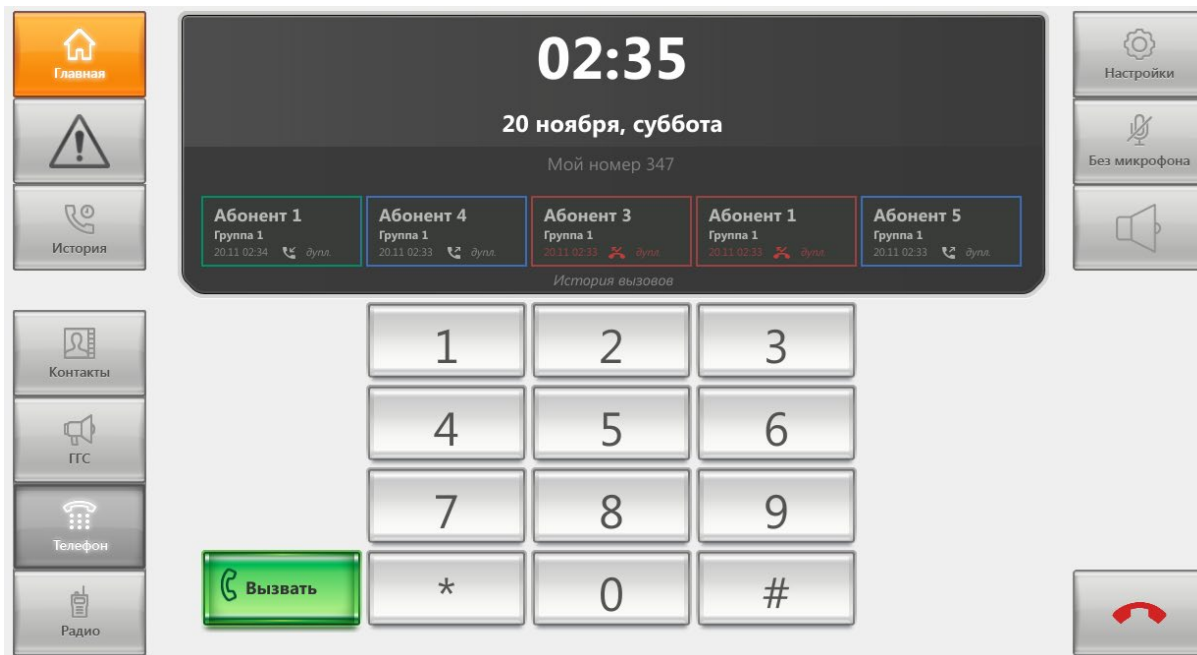 Главная
История
Контакты
ГГС
Телефон
Радио
02:35
20 ноября, суббота
Мой номер 347
Абонент 1
Группа 1
20.11 02:34 дупл.
Абонент 4
Группа 1
20.11 02:33 дупл.
Абонент 3
Группа 1
20.11 02:33 дупл.
Абонент 1
Группа 1
20.11 02:33 дупл.
Абонент 5
Группа 1
20.11 02:33 дупл.
История вызовов
1 2 3
4 5 6
7 8 9
Вызвать * 0 #
Настройки
Без микрофона